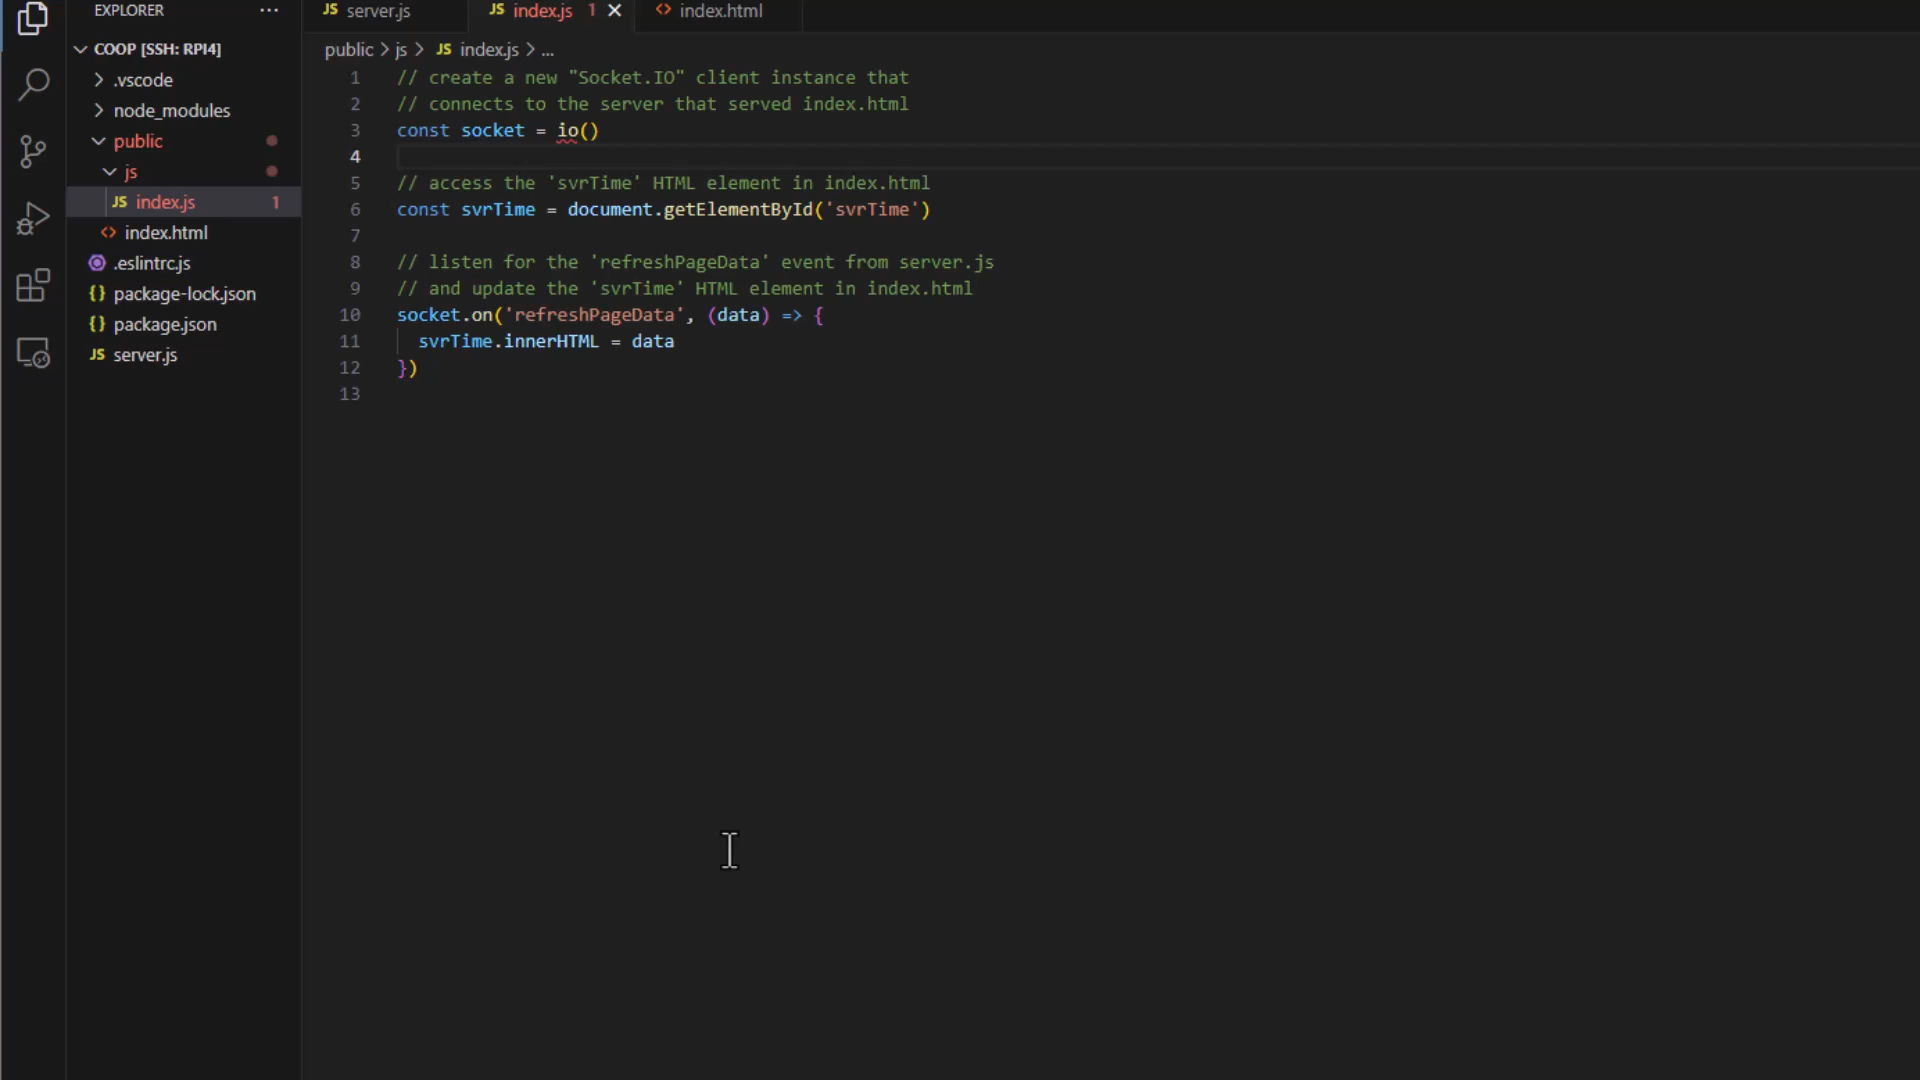 EXPLORER ...
COOP [SSH: RPI4]
.vscode
node_modules
public
js
JS index.js 1
<> index.html
.eslintrc.js
{} package-lock.json
{} package.json
JS server.js
JS server.js JS index.js 1 <> index.html
public > js > JS index.js > ...
1 // create a new "Socket.IO" client instance that
2 // connects to the server that served index.html
3 const socket = io()
4
5 // access the 'svrTime' HTML element in index.html
6 const svrTime = document.getElementById('svrTime')
7
8 // listen for the 'refreshPageData' event from server.js
9 // and update the 'svrTime' HTML element in index.html
10 socket.on('refreshPageData', (data) => {
11 svrTime.innerHTML = data
12 })
13